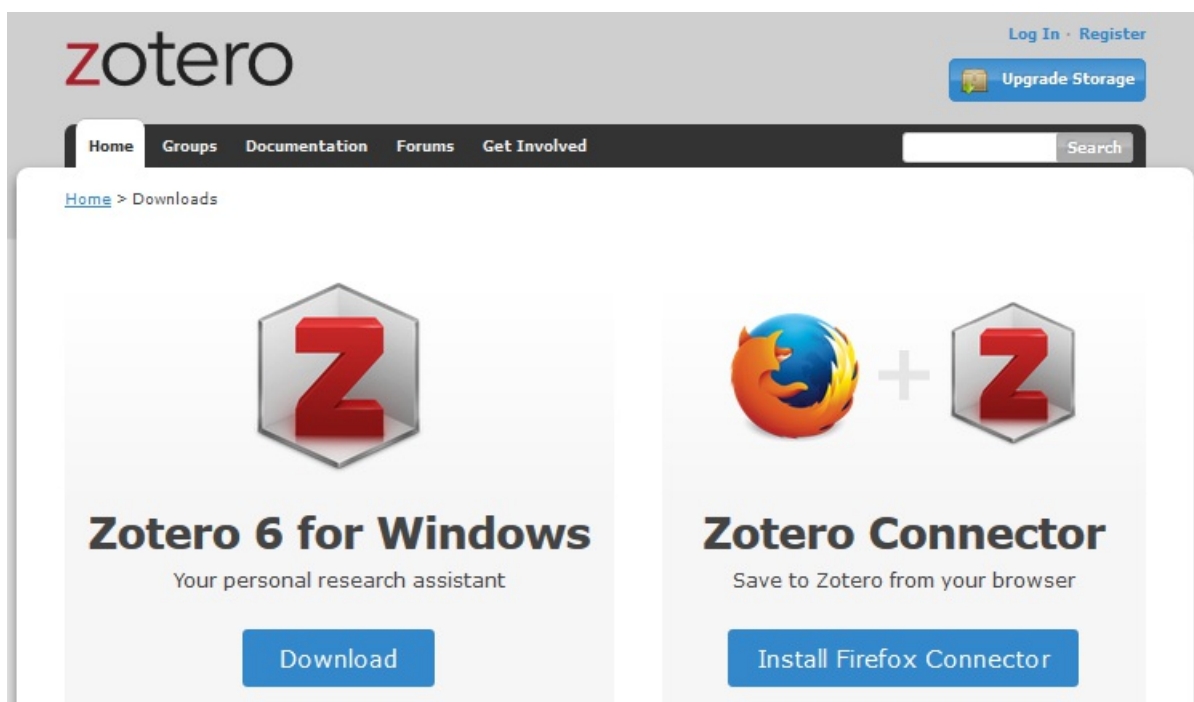 zotero
Log In · Register
Upgrade Storage
Home Groups Documentation Forums Get Involved Search
Home > Downloads
Z
+ Z
Zotero 6 for Windows
Your personal research assistant
Download
Zotero Connector
Save to Zotero from your browser
Install Firefox Connector